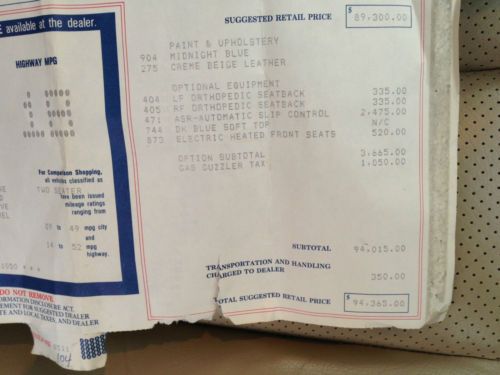 E available at the dealer.
HIGHWAY MPG
19
For Comparison Shopping,
all vehicles classified as
TWO SEATER
have been issued
mileage ratings
ranging from
09 to 49 mpg city
and
14 to 52 mpg
highway.
1050 ***
DO NOT REMOVE
FORMATION DISCLOSURE ACT.
EMENT FOR SUGGESTED DEALER
TE AND LOCAL TAXES, AND DEALER
104
SUGGESTED RETAIL PRICE $ 89,300.00
PAINT & UPHOLSTERY
904 MIDNIGHT BLUE
275 CREME BEIGE LEATHER
OPTIONAL EQUIPMENT
404 LF ORTHOPEDIC SEATBACK 335.00
405 RF ORTHOPEDIC SEATBACK 335.00
471 ASR-AUTOMATIC SLIP CONTROL 2,475.00
744 DK BLUE SOFT TOP N/C
873 ELECTRIC HEATED FRONT SEATS 520.00
OPTION SUBTOTAL 3,665.00
GAS GUZZLER TAX 1,050.00
SUBTOTAL 94,015.00
TRANSPORTATION AND HANDLING
CHARGED TO DEALER 350.00
TOTAL SUGGESTED RETAIL PRICE $ 94,365.00